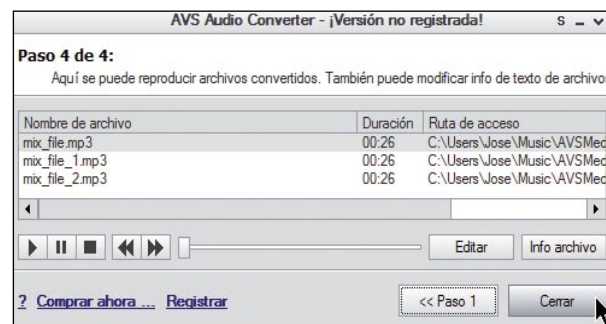 AVS Audio Converter - ¡Versión no registrada! S
Paso 4 de 4:
Aquí se puede reproducir archivos convertidos. También puede modificar info de texto de archivo
Nombre de archivo Duración Ruta de acceso
mix_file.mp3 00:26 C:\Users\Jose\Music\AVSMed
mix_file_1.mp3 00:26 C:\Users\Jose\Music\AVSMed
mix_file_2.mp3 00:26 C:\Users\Jose\Music\AVSMed
Editar Info archivo
? Comprar ahora ... Registrar << Paso 1 Cerrar